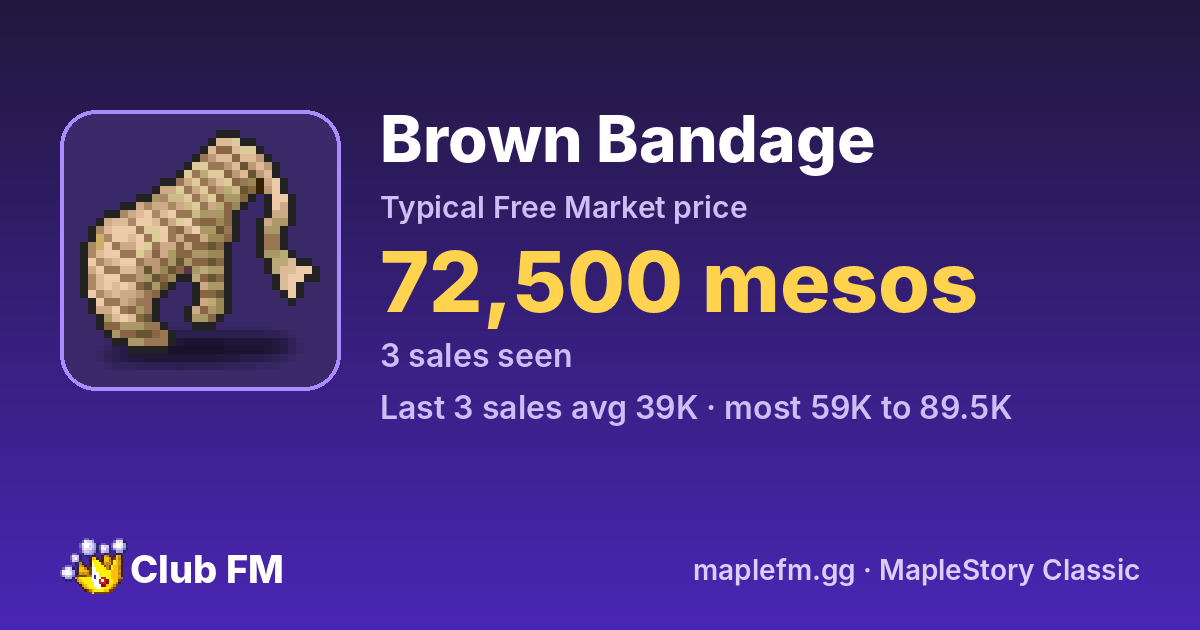 Brown Bandage
Typical Free Market price
72,500 mesos
3 sales seen
Last 3 sales avg 39K · most 59K to 89.5K
Club FM
maplefm.gg · MapleStory Classic